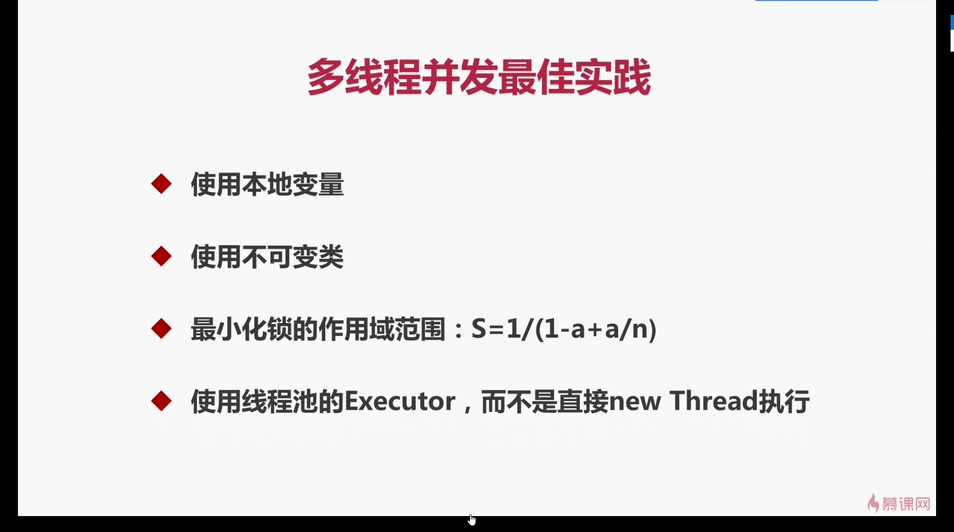 多线程并发最佳实践
使用本地变量
使用不可变类
最小化锁的作用域范围：S=1/(1-a+a/n)
使用线程池的Executor，而不是直接new Thread执行
慕课网